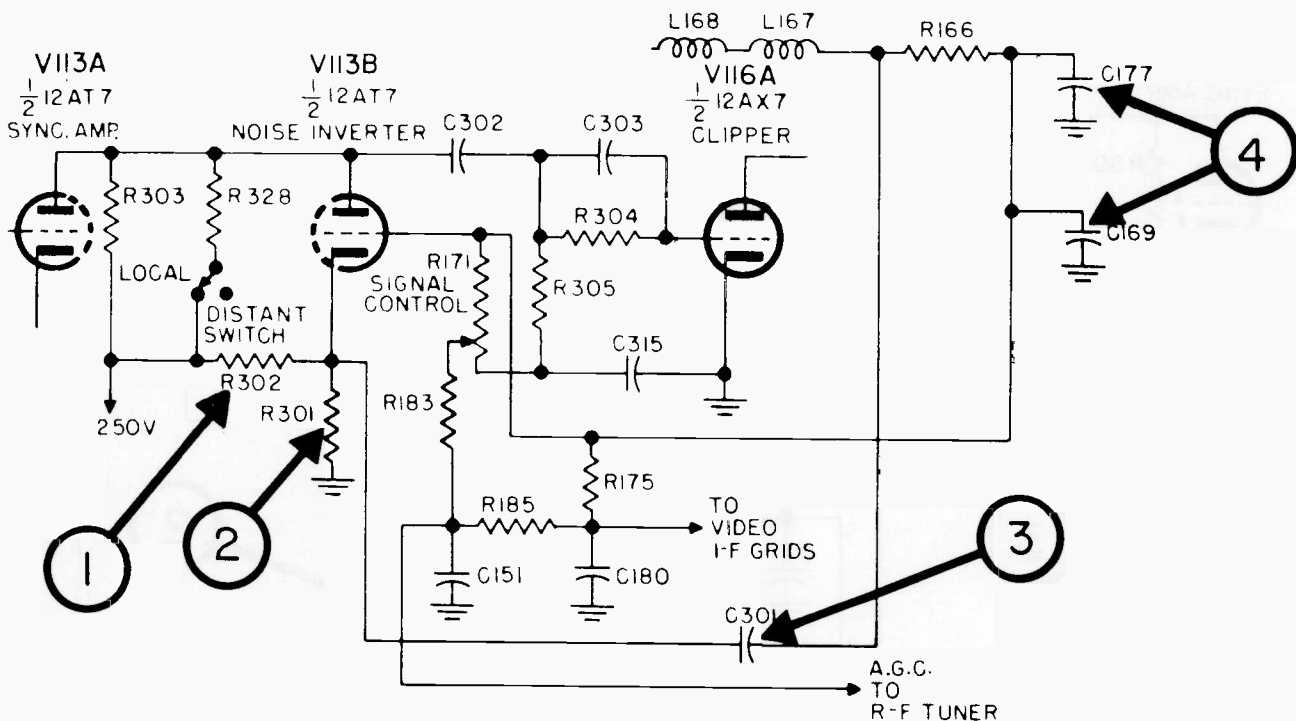 L168
L167
R166
V113A
1/2 12AT7
SYNC. AMP.
V113B
1/2 12AT7
NOISE INVERTER
V116A
1/2 12AX7
CLIPPER
C177
C302
C303
4
R303
R328
R304
C169
LOCAL
R171
SIGNAL
CONTROL
R305
DISTANT
SWITCH
C315
R302
250V
R301
R183
R175
1
2
R185
TO
VIDEO
I-F GRIDS
3
C151
C180
C301
A.G.C.
TO
R-F TUNER